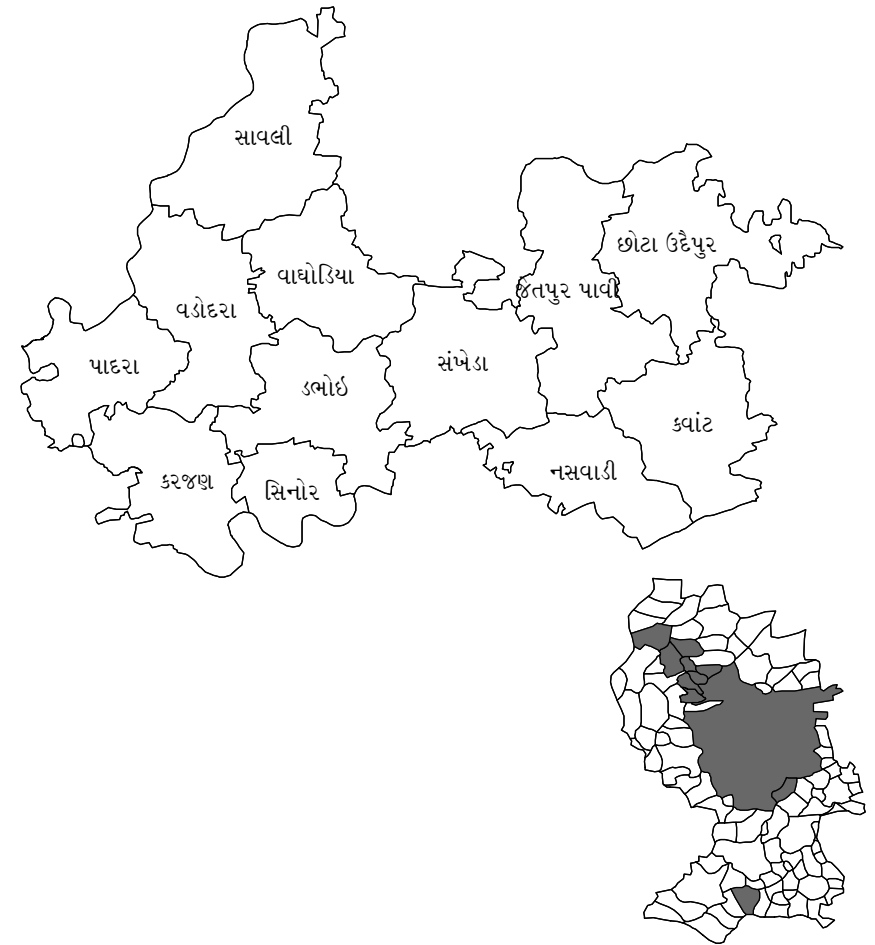 સાવલી
છોટા ઉદૈપુર
વાઘોડિયા
જેતપુર પાવી
વડોદરા
પાદરા
સંખેડા
ડભોઇ
કવાંટ
નસવાડી
કરજણ
સિનોર